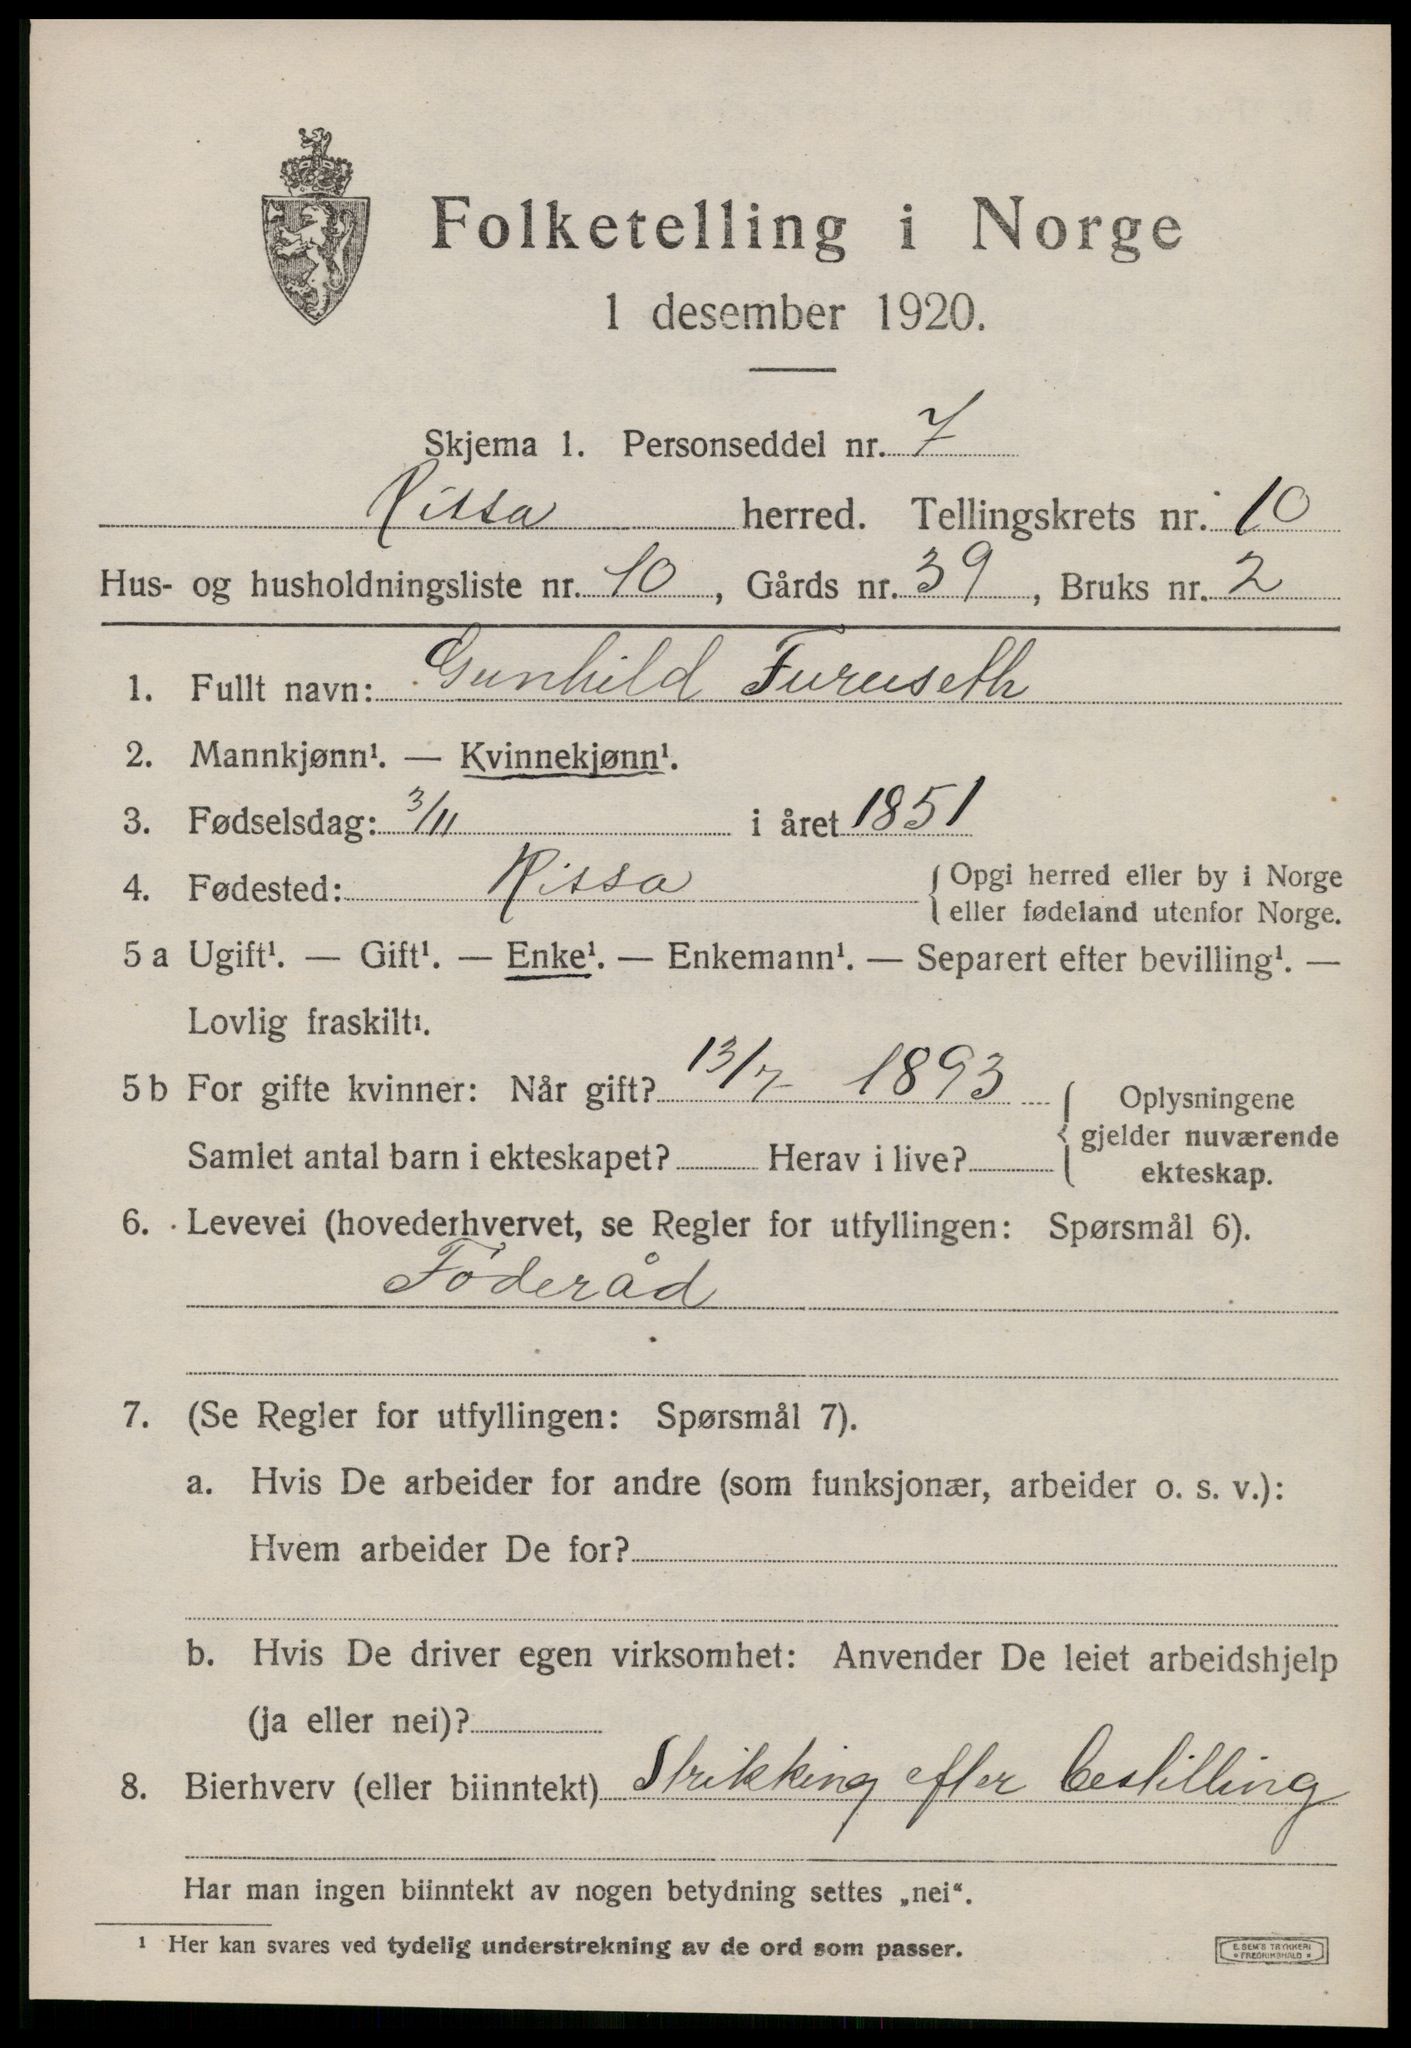 Folketelling i Norge
1 desember 1920.
Skjema 1. Personseddel nr. 7
Rissa herred. Tellingskrets nr. 10
Hus- og husholdningsliste nr. 10, Gårds nr. 39, Bruks nr. 2
1. Fullt navn: Gunhild Furuseth
2. Mannkjønn¹. — Kvinnekjønn¹.
3. Fødselsdag: 3/11 i året 1851
4. Fødested: Rissa { Opgi herred eller by i Norge
eller fødeland utenfor Norge.
5 a Ugift¹. — Gift¹. — Enke¹. — Enkemann¹. — Separert efter bevilling¹. —
Lovlig fraskilt¹.
5 b For gifte kvinner: Når gift? 13/7 1893 { Oplysningene
gjelder nuværende
Samlet antal barn i ekteskapet? Herav i live?
ekteskap.
6. Levevei (hovederhvervet, se Regler for utfyllingen: Spørsmål 6).
Föderåd
7. (Se Regler for utfyllingen: Spørsmål 7).
a. Hvis De arbeider for andre (som funksjonær, arbeider o. s. v.):
Hvem arbeider De for?
b. Hvis De driver egen virksomhet: Anvender De leiet arbeidshjelp
(ja eller nei)?
8. Bierhverv (eller biinntekt) Strikking efter bestilling
Har man ingen biinntekt av nogen betydning settes „nei“.
¹ Her kan svares ved tydelig understrekning av de ord som passer.
E. SEM'S TRYKKERI
* FREDRIKSHALD *